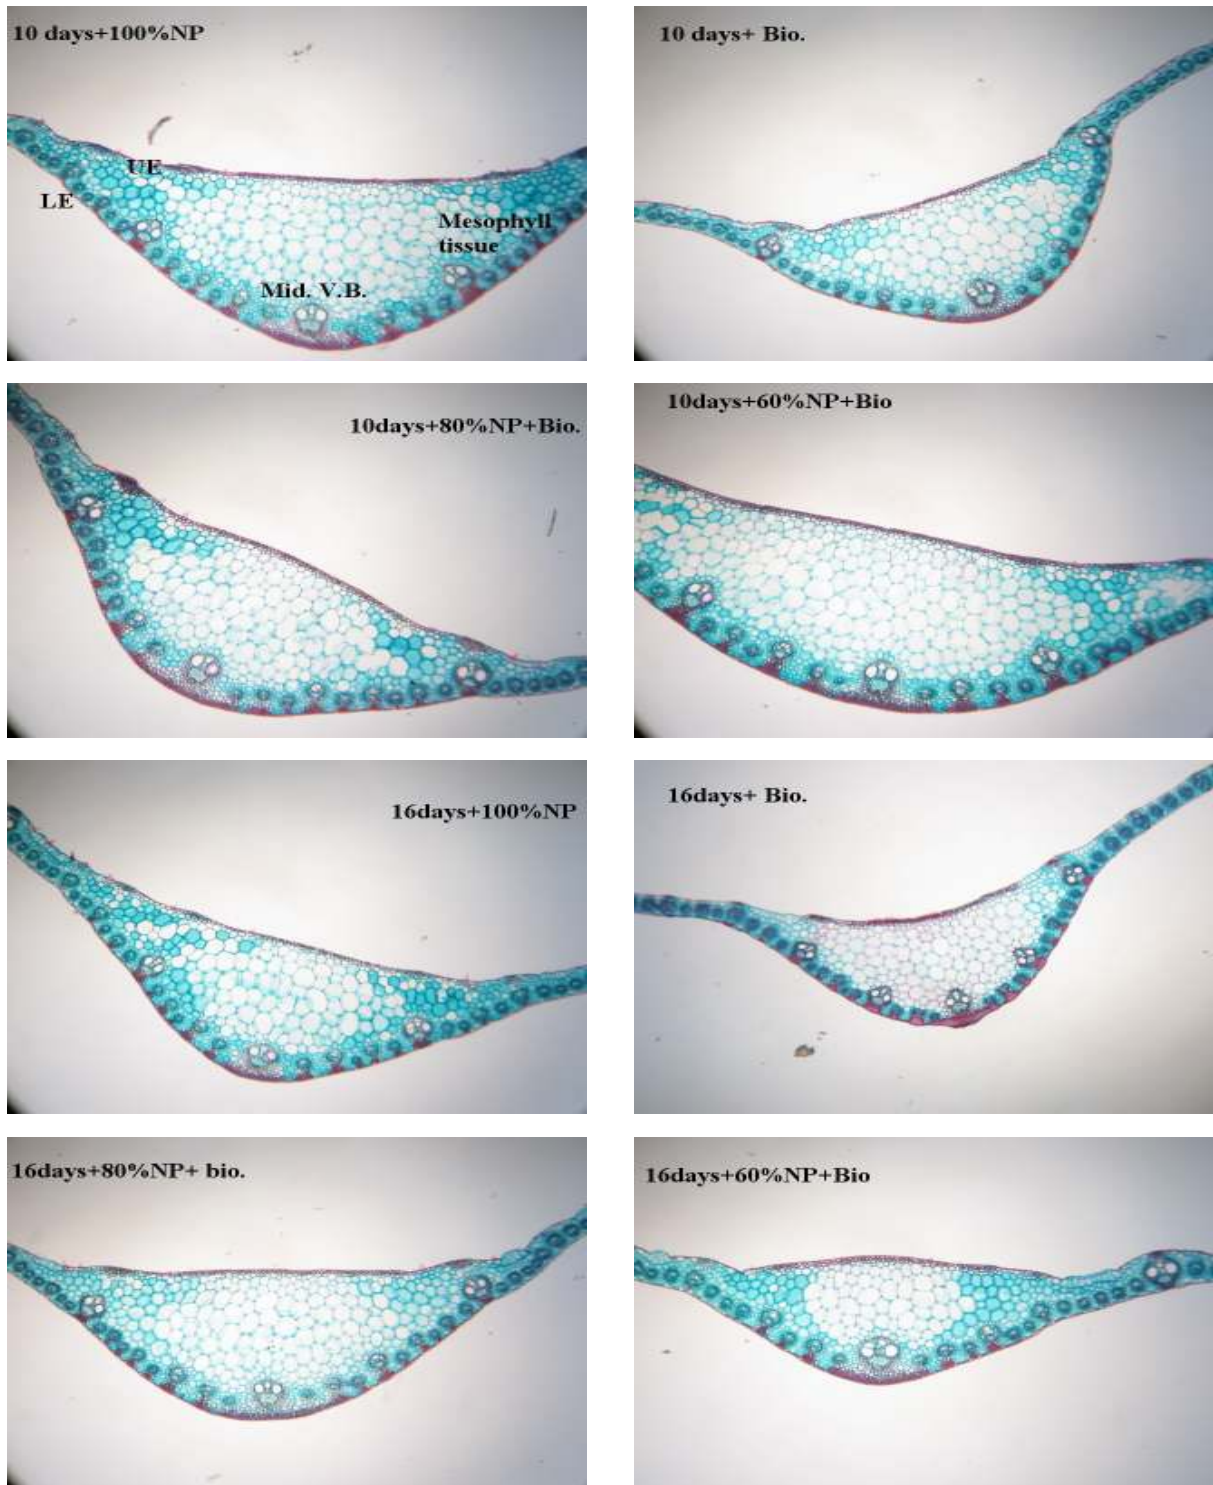 10 days+100%NP
UE
LE
Mesophyll
tissue
Mid. V.B.
10 days+ Bio.
10days+80%NP+Bio.
10days+60%NP+Bio
16days+100%NP
16days+ Bio.
16days+80%NP+ bio.
16days+60%NP+Bio